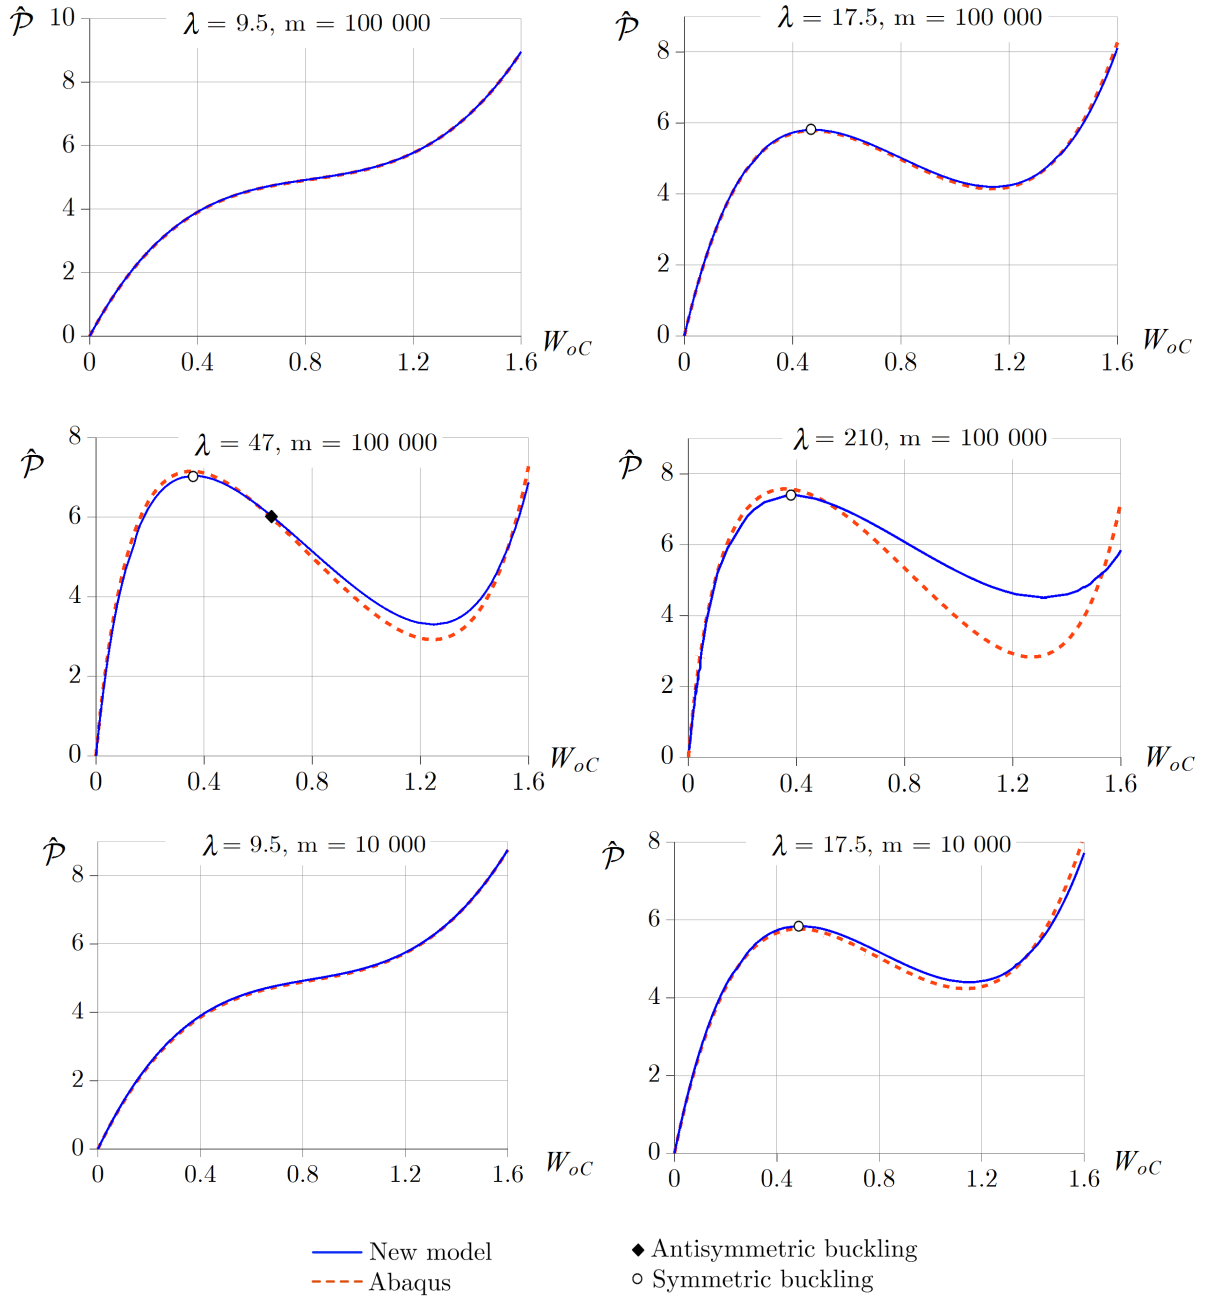 𝒫̂
λ = 9.5, m = 100 000
10
8
6
4
2
0
0 0.4 0.8 1.2 1.6
W_oC
𝒫̂
λ = 17.5, m = 100 000
8
6
4
2
0
0 0.4 0.8 1.2 1.6
W_oC
𝒫̂
λ = 47, m = 100 000
8
6
4
2
0
0 0.4 0.8 1.2 1.6
W_oC
𝒫̂
λ = 210, m = 100 000
8
6
4
2
0
0 0.4 0.8 1.2 1.6
W_oC
𝒫̂
λ = 9.5, m = 10 000
8
6
4
2
0
0 0.4 0.8 1.2 1.6
W_oC
𝒫̂
λ = 17.5, m = 10 000
8
6
4
2
0
0 0.4 0.8 1.2 1.6
W_oC
New model
Abaqus
Antisymmetric buckling
Symmetric buckling